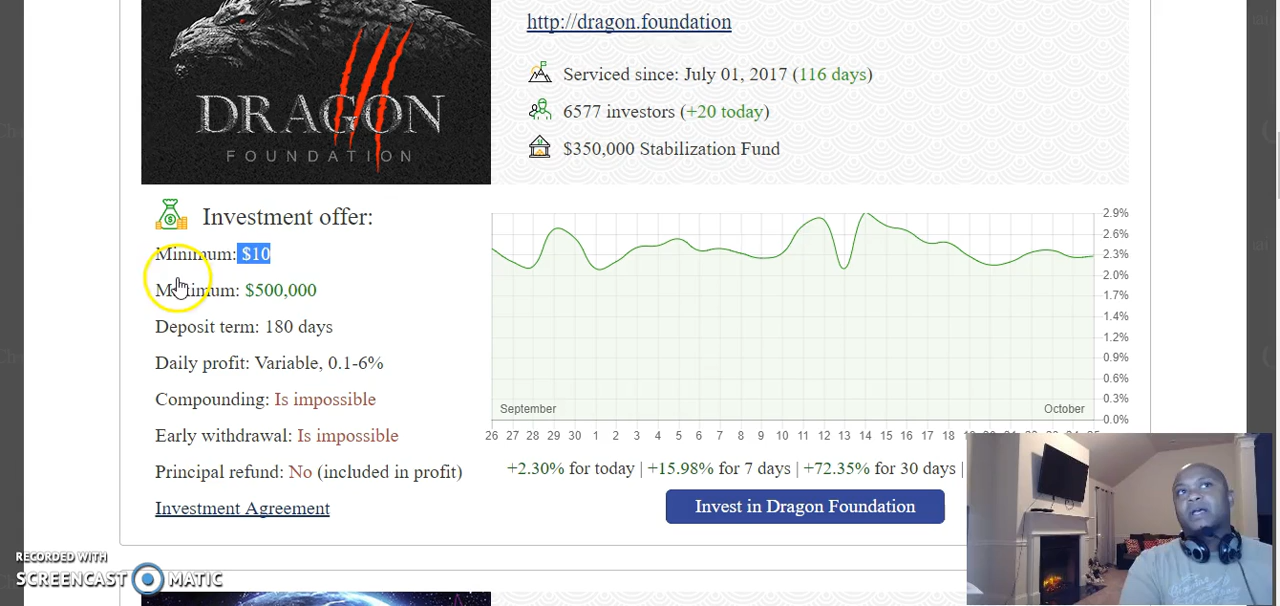 http://dragon.foundation
DRAGON
FOUNDATION
Serviced since: July 01, 2017 (116 days)
6577 investors (+20 today)
$350,000 Stabilization Fund
Investment offer:
Minimum: $10
Maximum: $500,000
Deposit term: 180 days
Daily profit: Variable, 0.1-6%
Compounding: Is impossible
Early withdrawal: Is impossible
Principal refund: No (included in profit)
Investment Agreement
2.9%
2.6%
2.3%
2.0%
1.7%
1.4%
1.2%
0.9%
0.6%
0.3%
0.0%
September October
26 27 28 29 30 1 2 3 4 5 6 7 8 9 10 11 12 13 14 15 16 17 18
+2.30% for today | +15.98% for 7 days | +72.35% for 30 days |
Invest in Dragon Foundation
RECORDED WITH
SCREENCAST MATIC